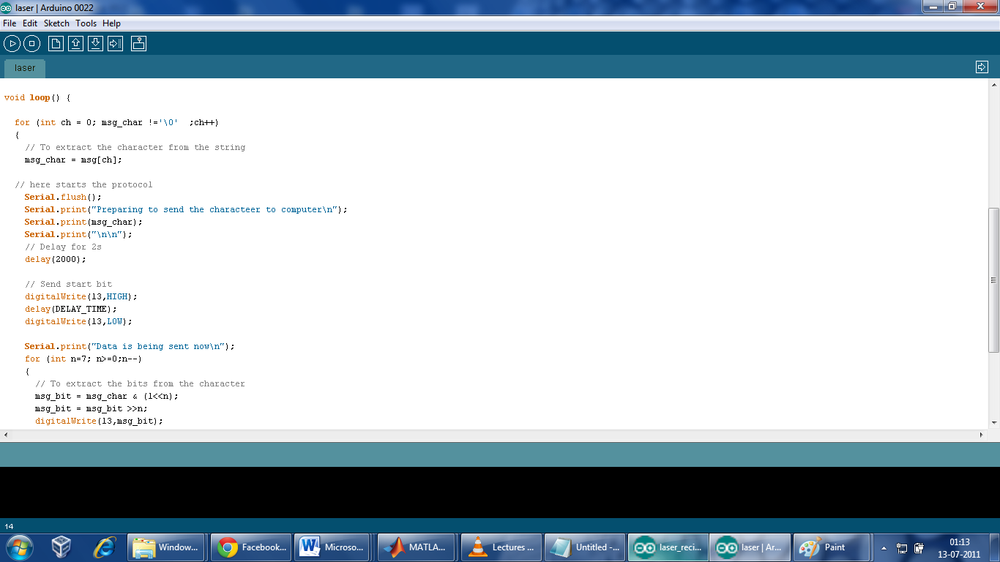 laser | Arduino 0022
File Edit Sketch Tools Help
laser
void loop() {
for (int ch = 0; msg_char !='\0'  ;ch++)
{
// To extract the character from the string
msg_char = msg[ch];
// here starts the protocol
Serial.flush();
Serial.print("Preparing to send the characteer to computer\n");
Serial.print(msg_char);
Serial.print("\n\n");
// Delay for 2s
delay(2000);
// Send start bit
digitalWrite(13,HIGH);
delay(DELAY_TIME);
digitalWrite(13,LOW);
Serial.print("Data is being sent now\n");
for (int n=7; n>=0;n--)
{
// To extract the bits from the character
msg_bit = msg_char & (1<<n);
msg_bit = msg_bit >>n;
digitalWrite(13,msg_bit);
14
Window... Facebook... Microso... MATLA... Lectures ... Untitled -... laser_reci... laser | Ar... Paint 01:13
13-07-2011